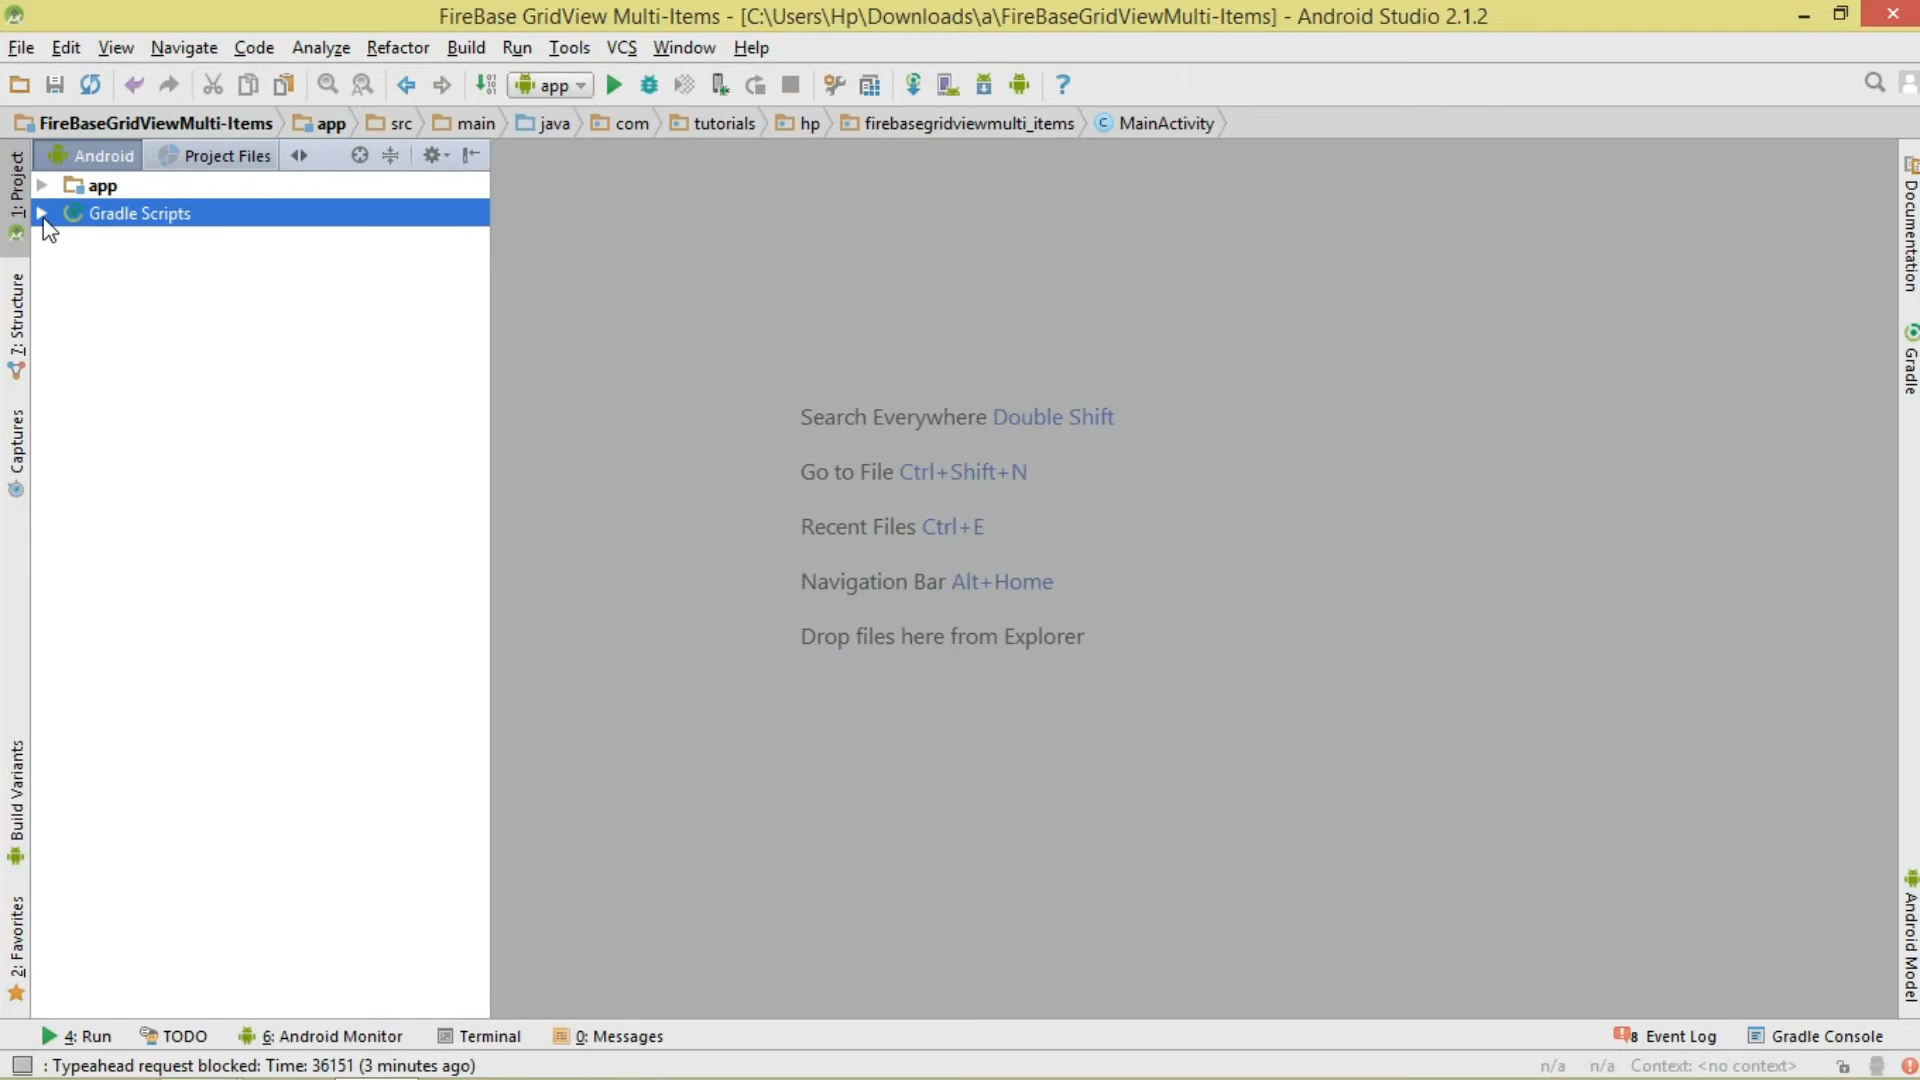 FireBase GridView Multi-Items - [C:\Users\Hp\Downloads\a\FireBaseGridViewMulti-Items] - Android Studio 2.1.2
File Edit View Navigate Code Analyze Refactor Build Run Tools VCS Window Help
app
FireBaseGridViewMulti-Items app src main java com tutorials hp firebasegridviewmulti_items MainActivity
Android Project Files
app
Gradle Scripts
1: Project
7: Structure
Captures
Build Variants
2: Favorites
Search Everywhere Double Shift
Go to File Ctrl+Shift+N
Recent Files Ctrl+E
Navigation Bar Alt+Home
Drop files here from Explorer
Documentation
Gradle
Android Model
4: Run TODO 6: Android Monitor Terminal 0: Messages 8 Event Log Gradle Console
: Typeahead request blocked: Time: 36151 (3 minutes ago) n/a n/a Context: <no context>